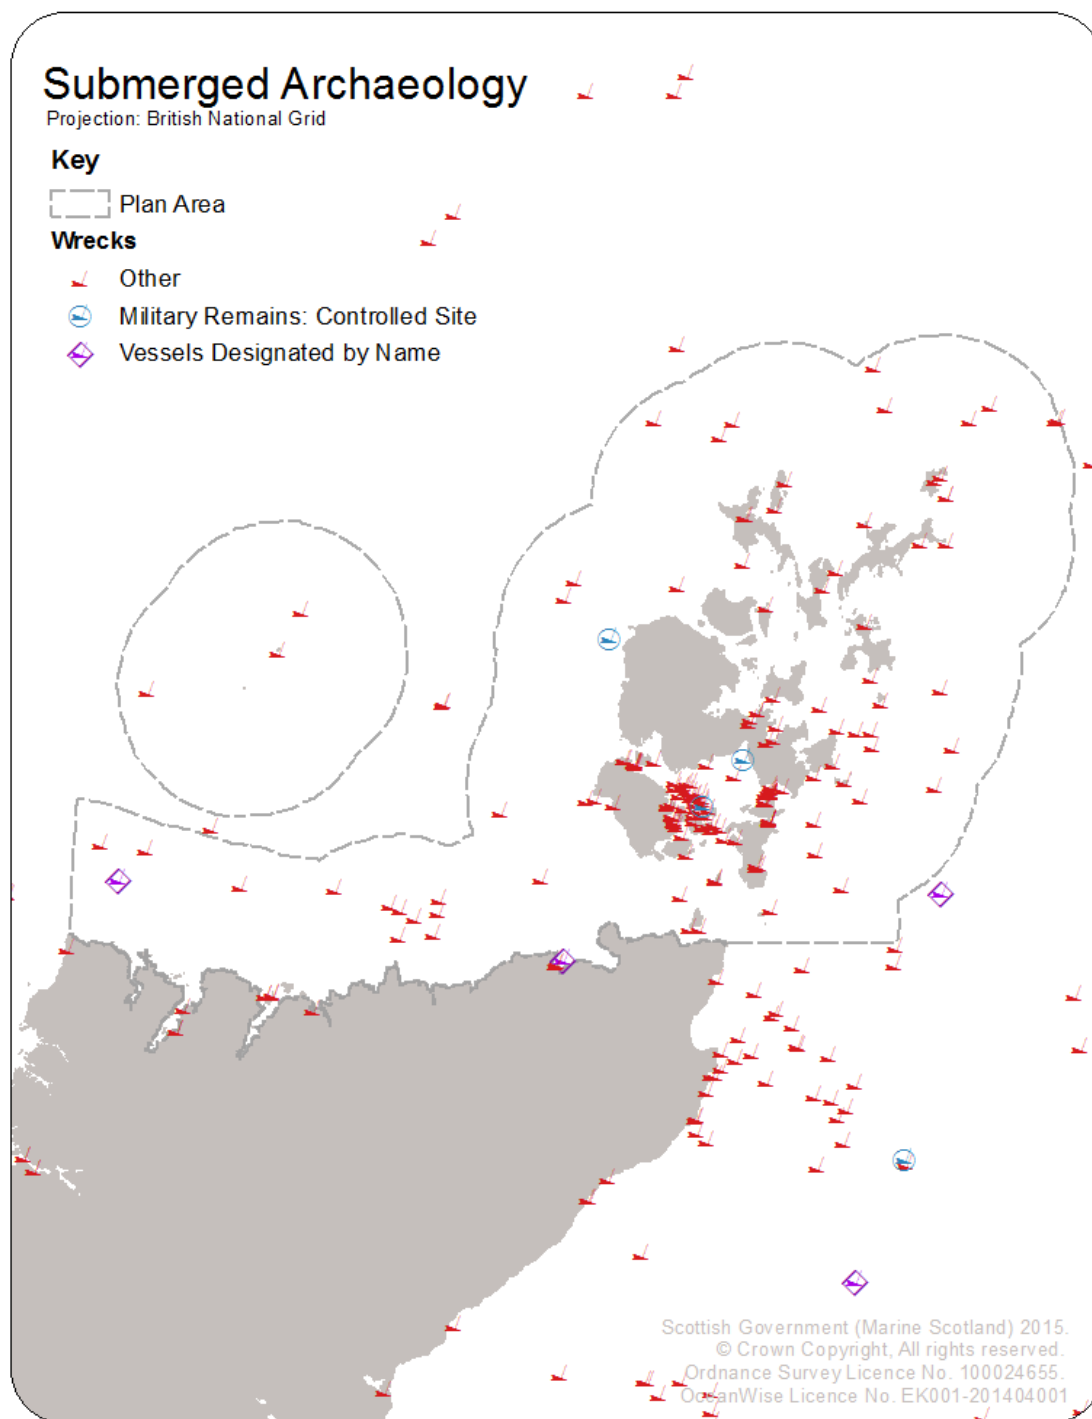 Submerged Archaeology
Projection: British National Grid
Key
Plan Area
Wrecks
Other
Military Remains: Controlled Site
Vessels Designated by Name
Scottish Government (Marine Scotland) 2015.
© Crown Copyright, All rights reserved.
Ordnance Survey Licence No. 100024655.
OceanWise Licence No. EK001-201404001